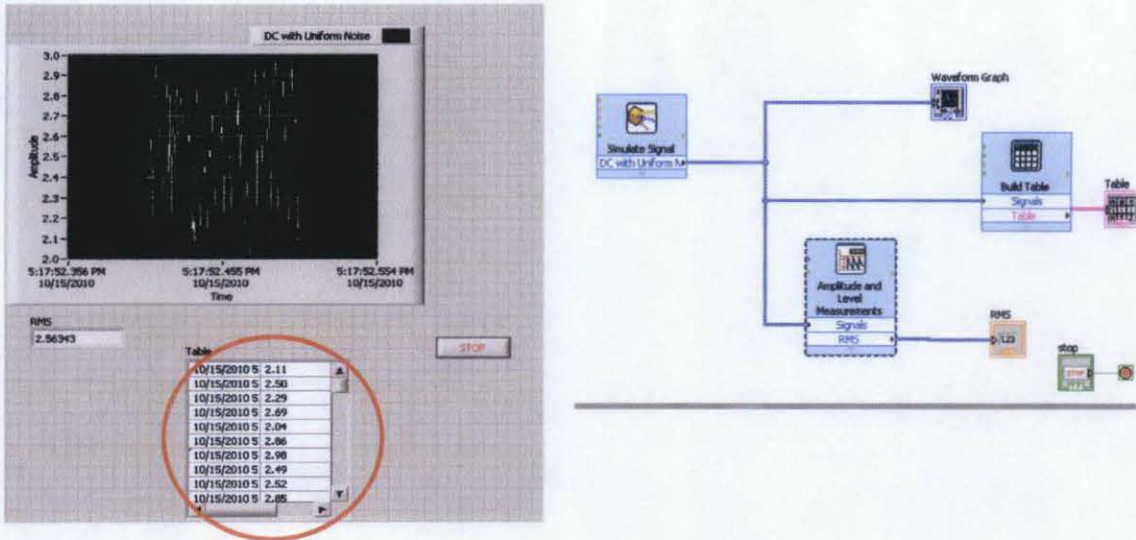 DC with Uniform Noise
3.0
2.9
2.8
2.7
2.6
2.5
2.4
2.3
2.2
2.1
2.0
Amplitude
5:17:52.356 PM
10/15/2010
5:17:52.455 PM
10/15/2010
5:17:52.554 PM
10/15/2010
Time
RMS
2.56343
STOP
Table
10/15/2010 5 2.11
10/15/2010 5 2.50
10/15/2010 5 2.29
10/15/2010 5 2.69
10/15/2010 5 2.04
10/15/2010 5 2.86
10/15/2010 5 2.98
10/15/2010 5 2.49
10/15/2010 5 2.52
10/15/2010 5 2.85
Waveform Graph
Simulate Signal
DC with Uniform N
Build Table
Signals
Table
Table
Amplitude and
Level
Measurements
Signals
RMS
RMS
1.23
stop
STOP
TF